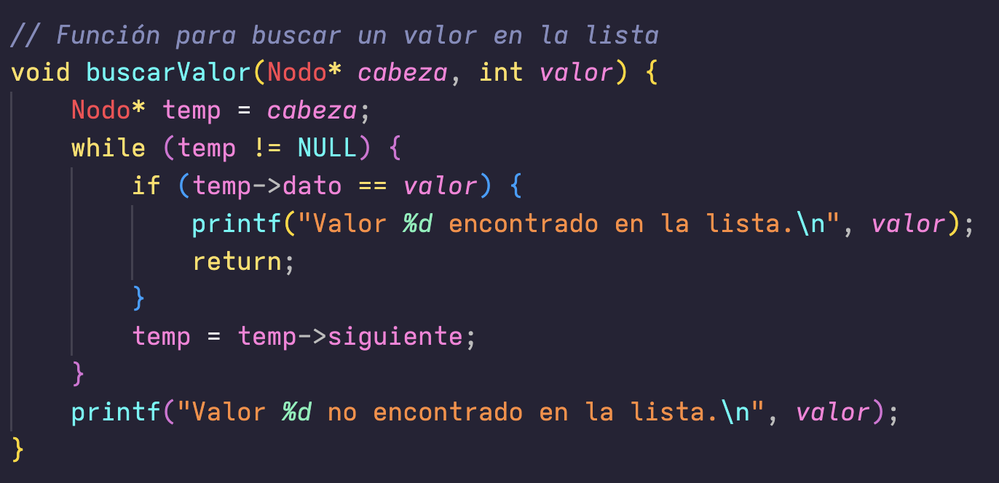 // Función para buscar un valor en la lista
void buscarValor(Nodo* cabeza, int valor) {
    Nodo* temp = cabeza;
    while (temp != NULL) {
        if (temp->dato == valor) {
            printf("Valor %d encontrado en la lista.\n", valor);
            return;
        }
        temp = temp->siguiente;
    }
    printf("Valor %d no encontrado en la lista.\n", valor);
}